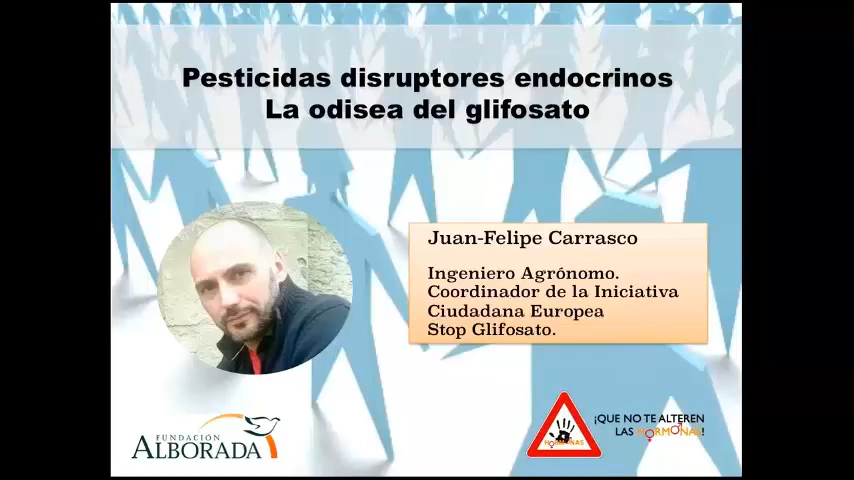 Pesticidas disruptores endocrinos
La odisea del glifosato
Juan-Felipe Carrasco
Ingeniero Agrónomo.
Coordinador de la Iniciativa
Ciudadana Europea
Stop Glifosato.
FUNDACIÓN
ALBORADA
HORMONAS
¡QUE NO TE ALTEREN
LAS HORMONAS!